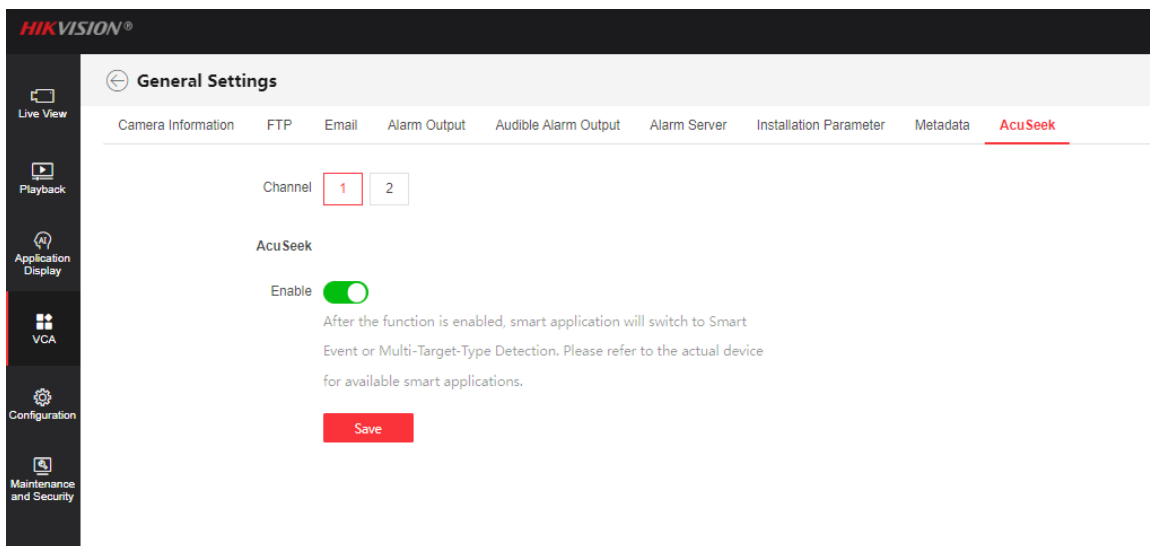 HIKVISION®
General Settings
Live View
Camera Information FTP Email Alarm Output Audible Alarm Output Alarm Server Installation Parameter Metadata AcuSeek
Playback
Channel 1 2
AI
Application
Display
AcuSeek
Enable
VCA
After the function is enabled, smart application will switch to Smart
Event or Multi-Target-Type Detection. Please refer to the actual device
for available smart applications.
Configuration
Save
Maintenance
and Security